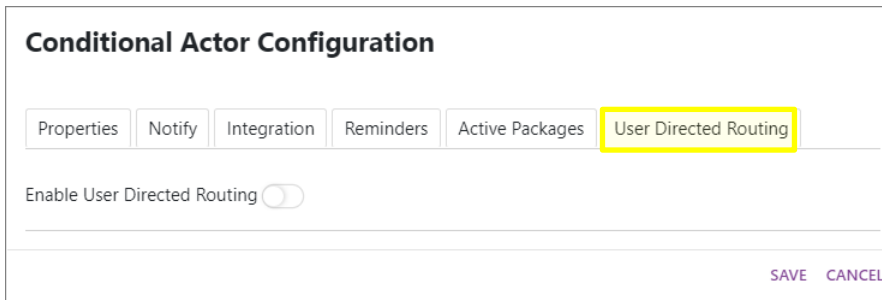 Conditional Actor Configuration
Properties Notify Integration Reminders Active Packages User Directed Routing
Enable User Directed Routing
SAVE CANCEL